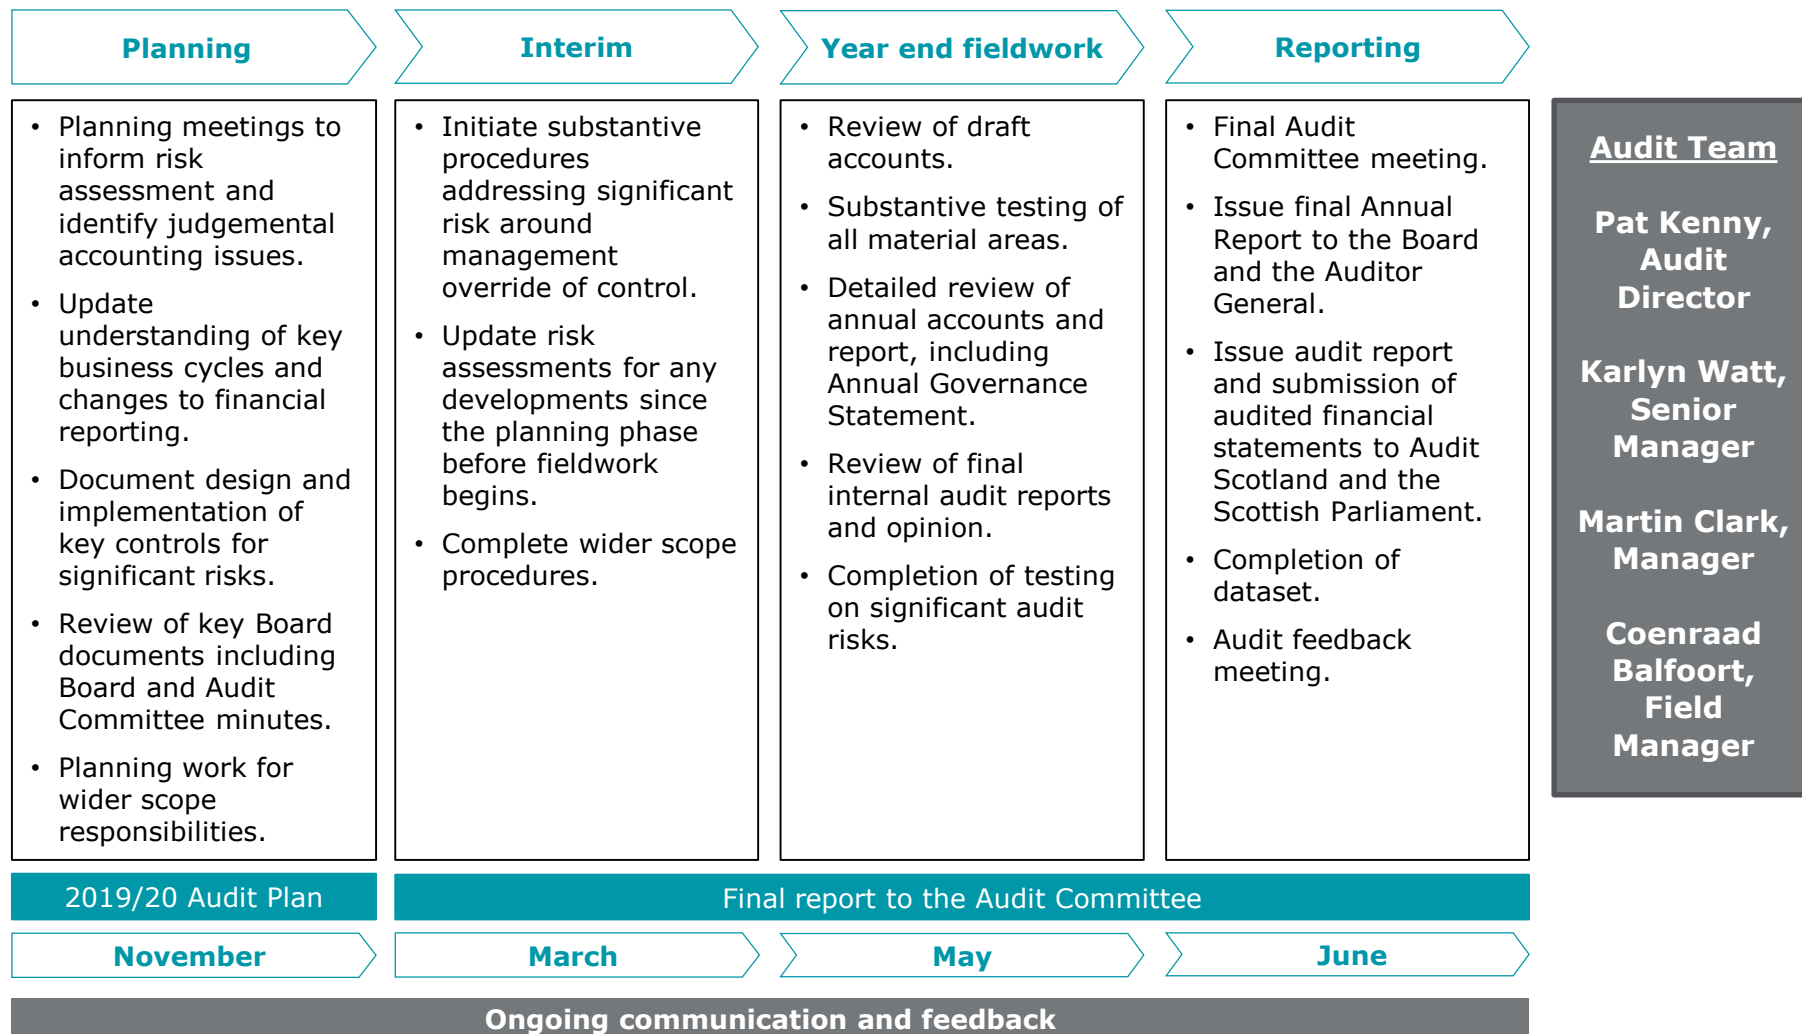 Planning
Interim
Year end fieldwork
Reporting
• Planning meetings to
inform risk
assessment and
identify judgemental
accounting issues.
• Update
understanding of key
business cycles and
changes to financial
reporting.
• Document design and
implementation of
key controls for
significant risks.
• Review of key Board
documents including
Board and Audit
Committee minutes.
• Planning work for
wider scope
responsibilities.
• Initiate substantive
procedures
addressing significant
risk around
management
override of control.
• Update risk
assessments for any
developments since
the planning phase
before fieldwork
begins.
• Complete wider scope
procedures.
• Review of draft
accounts.
• Substantive testing of
all material areas.
• Detailed review of
annual accounts and
report, including
Annual Governance
Statement.
• Review of final
internal audit reports
and opinion.
• Completion of testing
on significant audit
risks.
• Final Audit
Committee meeting.
• Issue final Annual
Report to the Board
and the Auditor
General.
• Issue audit report
and submission of
audited financial
statements to Audit
Scotland and the
Scottish Parliament.
• Completion of
dataset.
• Audit feedback
meeting.
Audit Team
Pat Kenny,
Audit
Director
Karlyn Watt,
Senior
Manager
Martin Clark,
Manager
Coenraad
Balfoort,
Field
Manager
2019/20 Audit Plan
Final report to the Audit Committee
November
March
May
June
Ongoing communication and feedback